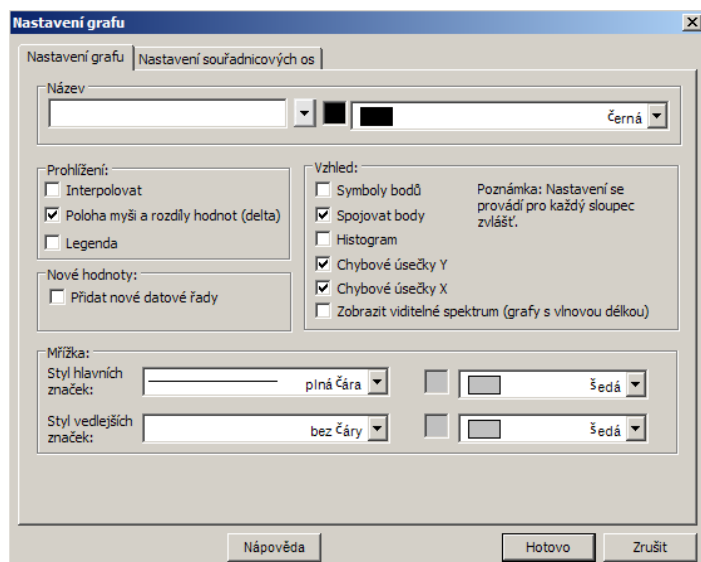 Nastavení grafu
Nastavení grafu
Nastavení souřadnicových os
Název
černá
Prohlížení:
Interpolovat
Poloha myši a rozdíly hodnot (delta)
Legenda
Nové hodnoty:
Přidat nové datové řady
Vzhled:
Symboly bodů
Spojovat body
Histogram
Chybové úsečky Y
Chybové úsečky X
Zobrazit viditelné spektrum (grafy s vlnovou délkou)
Poznámka: Nastavení se
provádí pro každý sloupec
zvlášť.
Mřížka:
Styl hlavních
značek:
plná čára
šedá
Styl vedlejších
značek:
bez čáry
šedá
Nápověda
Hotovo
Zrušit